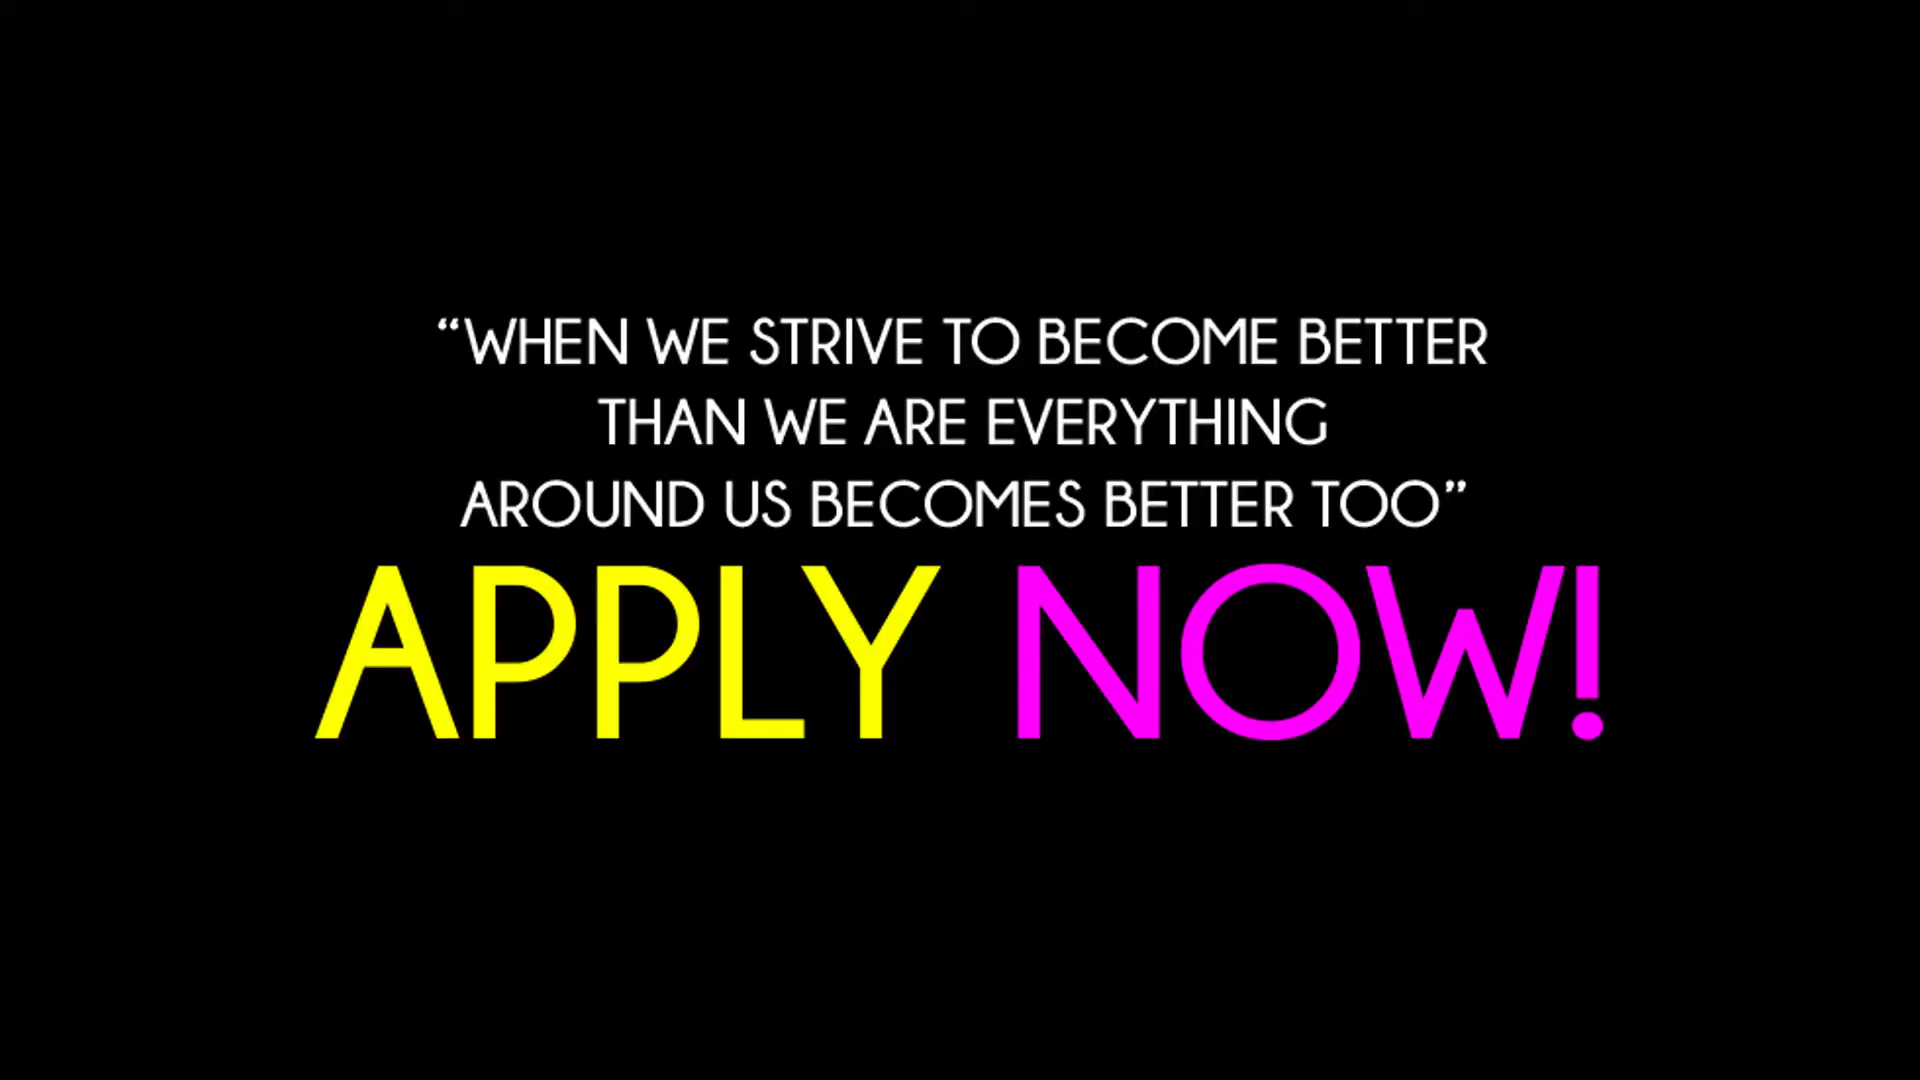 “WHEN WE STRIVE TO BECOME BETTER
THAN WE ARE EVERYTHING
AROUND US BECOMES BETTER TOO”
APPLY NOW!